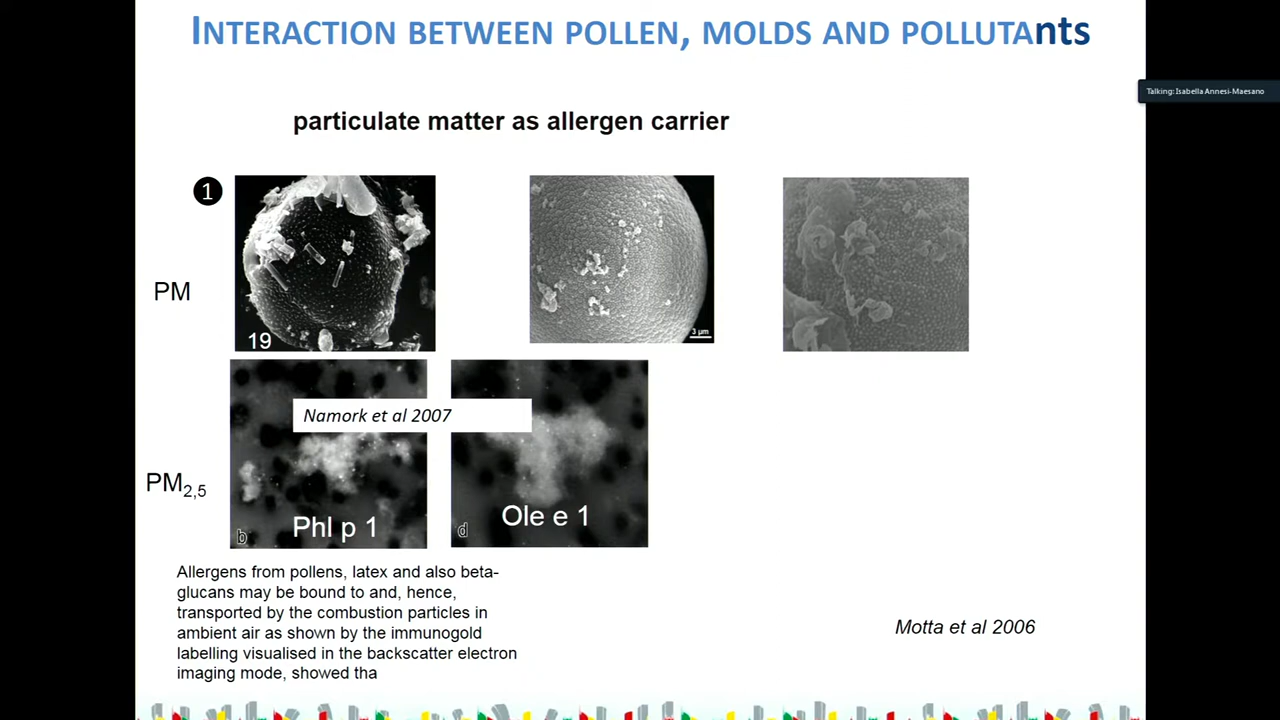 INTERACTION BETWEEN POLLEN, MOLDS AND POLLUTAnts
Talking: Isabella Annesi-Maesano
particulate matter as allergen carrier
1
PM
19
3 µm
Namork et al 2007
PM2,5
Phl p 1
b
Ole e 1
d
Allergens from pollens, latex and also beta-
glucans may be bound to and, hence,
transported by the combustion particles in
ambient air as shown by the immunogold
labelling visualised in the backscatter electron
imaging mode, showed tha
Motta et al 2006